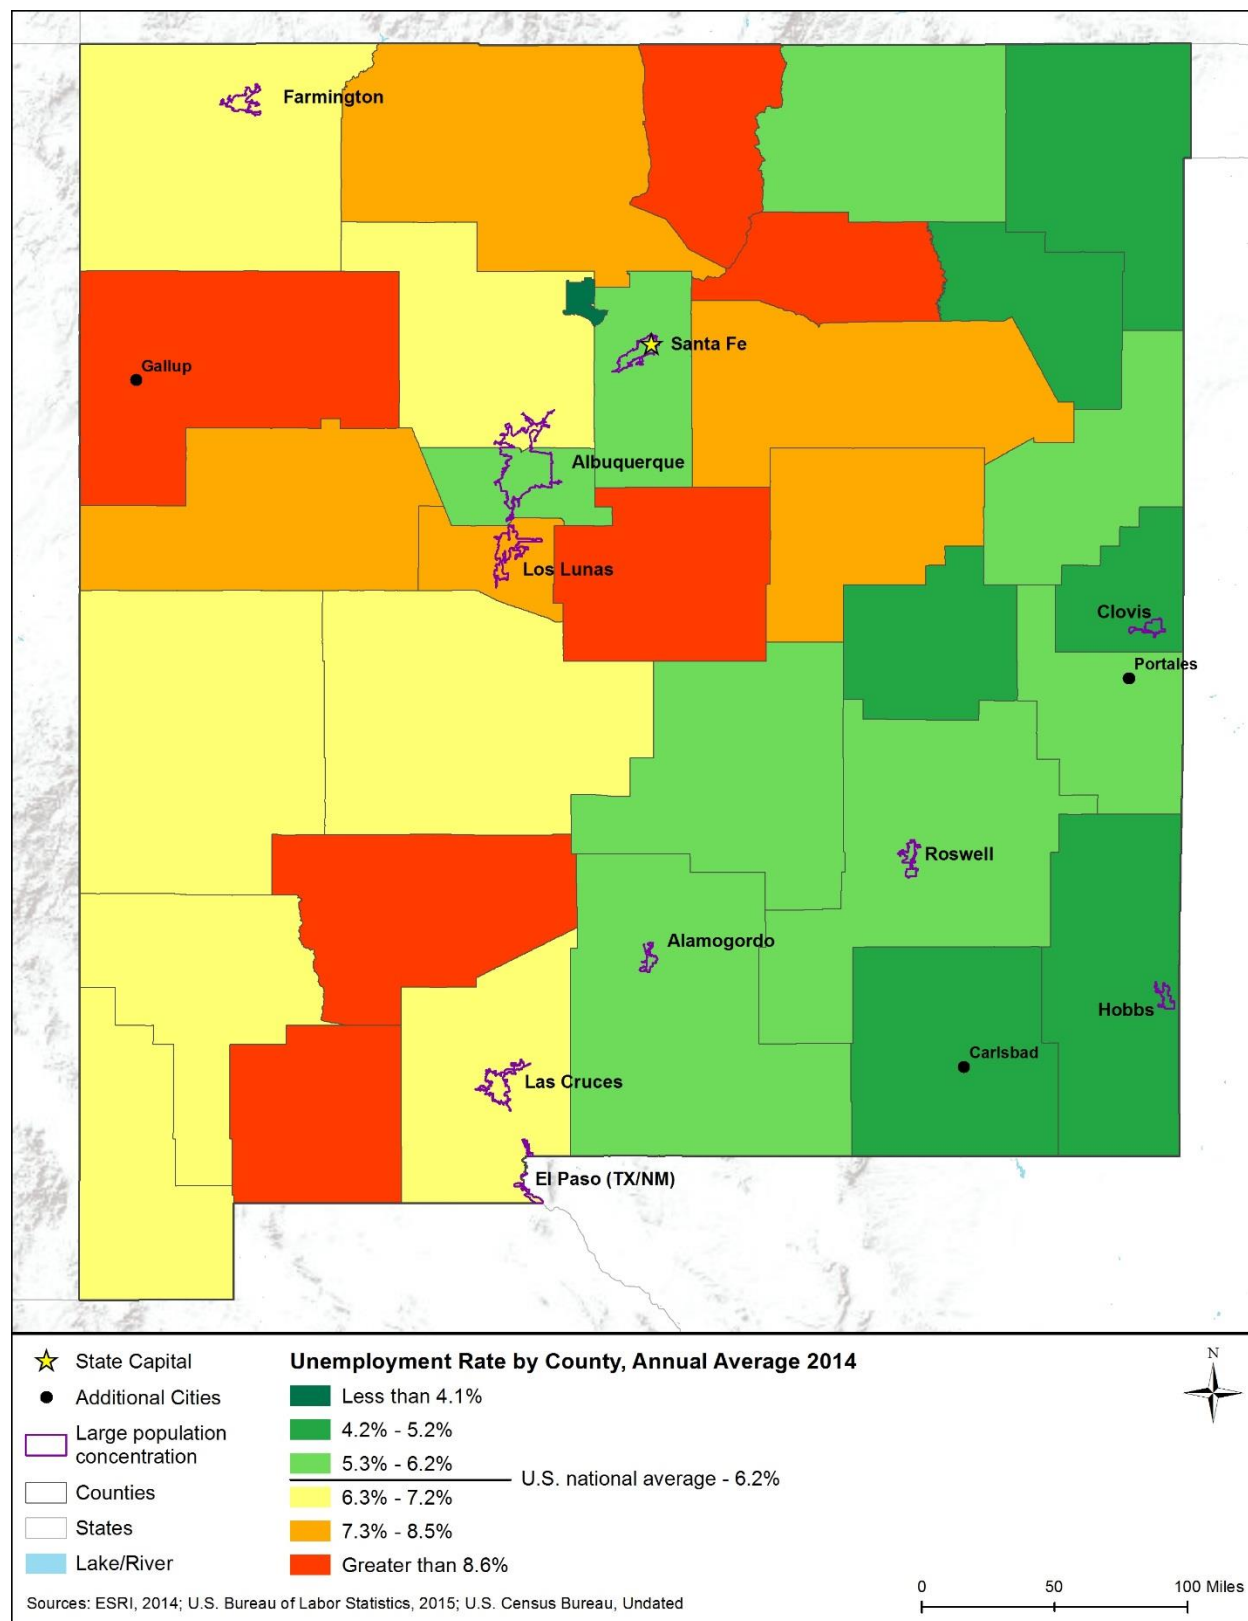 Farmington
Gallup
Santa Fe
Albuquerque
Los Lunas
Clovis
Portales
Roswell
Alamogordo
Hobbs
Carlsbad
Las Cruces
El Paso (TX/NM)
State Capital
Additional Cities
Large population
concentration
Counties
States
Lake/River
Unemployment Rate by County, Annual Average 2014
Less than 4.1%
4.2% - 5.2%
5.3% - 6.2%
U.S. national average - 6.2%
6.3% - 7.2%
7.3% - 8.5%
Greater than 8.6%
N
Sources: ESRI, 2014; U.S. Bureau of Labor Statistics, 2015; U.S. Census Bureau, Undated
0 50 100 Miles